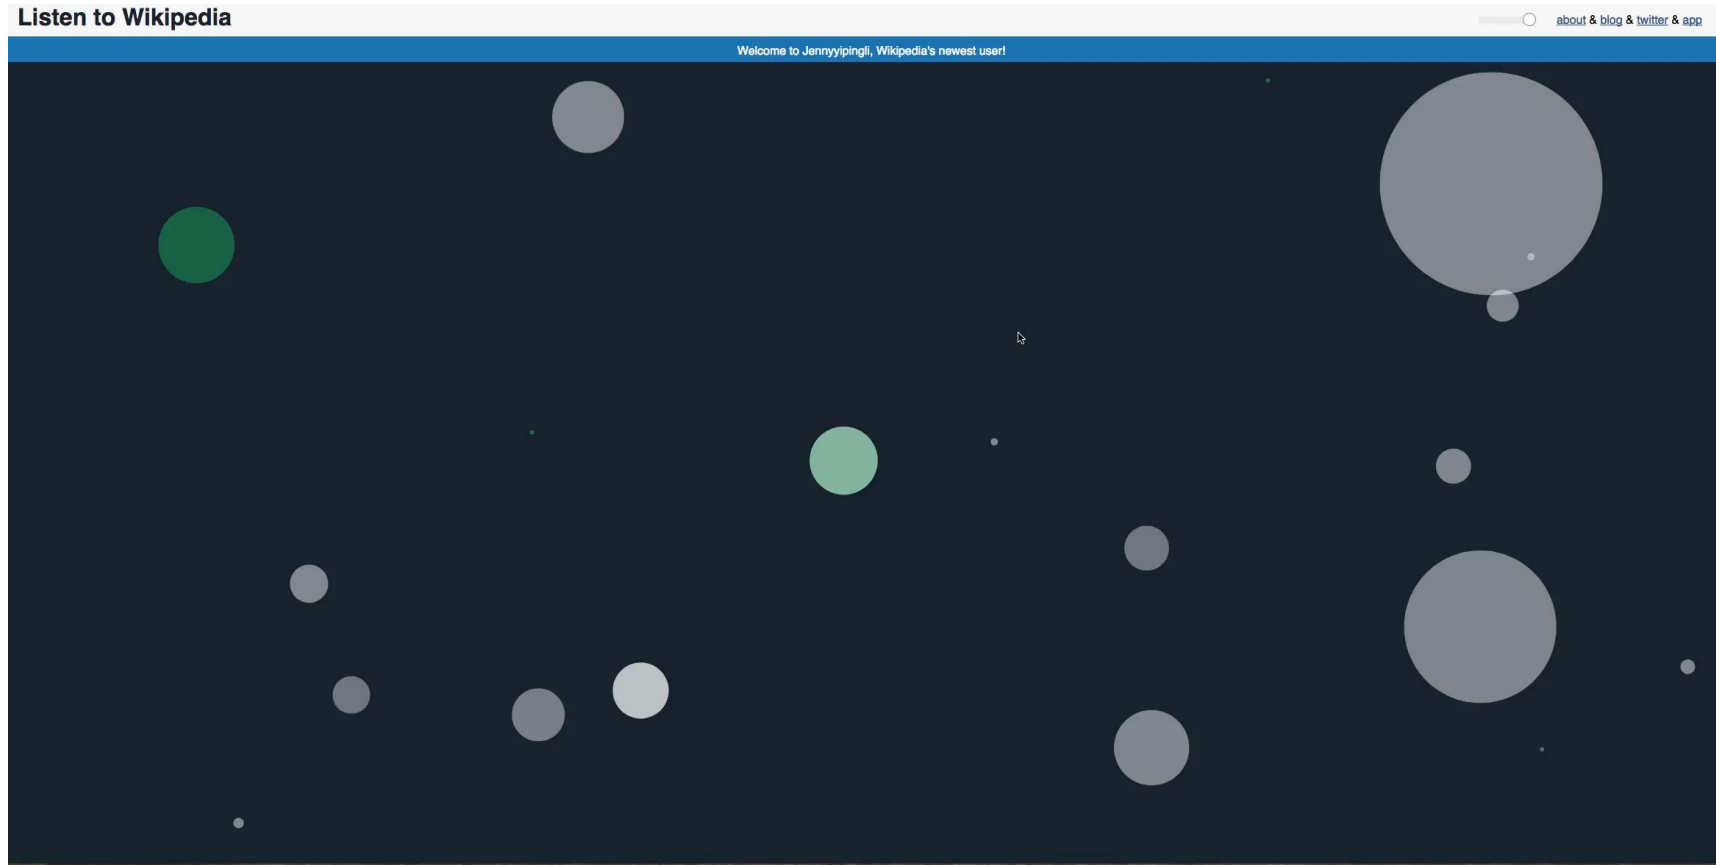 Listen to Wikipedia
about & blog & twitter & app
Welcome to Jennyyipingli, Wikipedia's newest user!